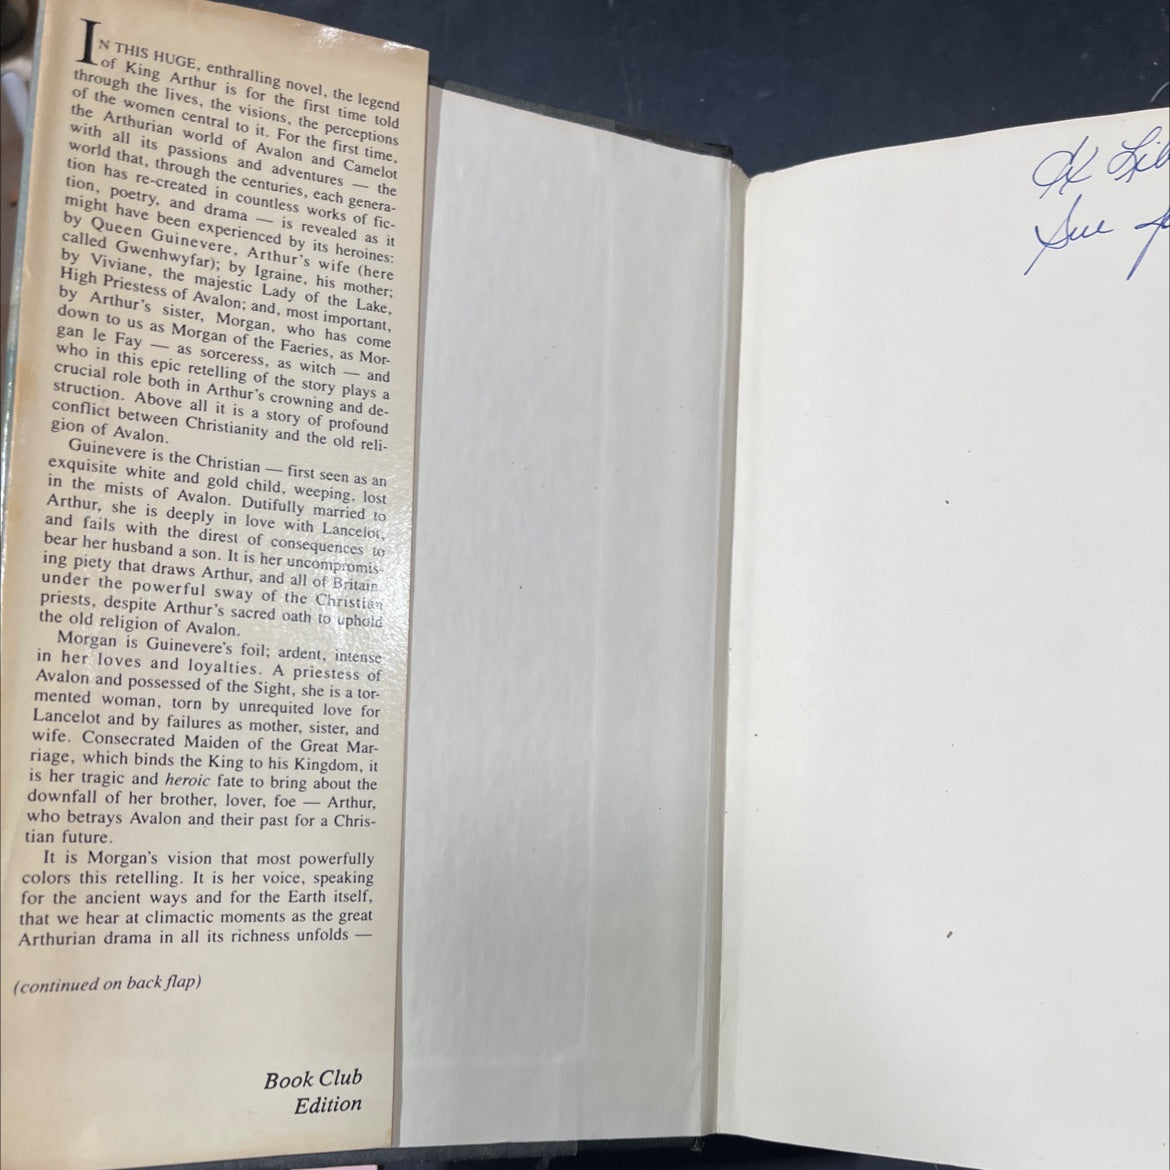 IN THIS HUGE, enthralling novel, the legend
of King Arthur is for the first time told
through the lives, the visions, the perceptions
of the women central to it. For the first time,
the Arthurian world of Avalon and Camelot
with all its passions and adventures — the
world that, through the centuries, each genera-
tion has re-created in countless works of fic-
tion, poetry, and drama — is revealed as it
might have been experienced by its heroines:
by Queen Guinevere, Arthur's wife (here
called Gwenhwyfar); by Igraine, his mother;
by Viviane, the majestic Lady of the Lake,
High Priestess of Avalon; and, most important,
by Arthur's sister, Morgan, who has come
down to us as Morgan of the Faeries, as Mor-
gan le Fay — as sorceress, as witch — and
who in this epic retelling of the story plays a
crucial role both in Arthur's crowning and de-
struction. Above all it is a story of profound
conflict between Christianity and the old reli-
gion of Avalon.
Guinevere is the Christian — first seen as an
exquisite white and gold child, weeping, lost
in the mists of Avalon. Dutifully married to
Arthur, she is deeply in love with Lancelot,
and fails with the direst of consequences to
bear her husband a son. It is her uncompromis-
ing piety that draws Arthur, and all of Britain
under the powerful sway of the Christian
priests, despite Arthur's sacred oath to uphold
the old religion of Avalon.
Morgan is Guinevere's foil; ardent, intense
in her loves and loyalties. A priestess of
Avalon and possessed of the Sight, she is a tor-
mented woman, torn by unrequited love for
Lancelot and by failures as mother, sister, and
wife. Consecrated Maiden of the Great Mar-
riage, which binds the King to his Kingdom, it
is her tragic and heroic fate to bring about the
downfall of her brother, lover, foe — Arthur,
who betrays Avalon and their past for a Chris-
tian future.
It is Morgan's vision that most powerfully
colors this retelling. It is her voice, speaking
for the ancient ways and for the Earth itself,
that we hear at climactic moments as the great
Arthurian drama in all its richness unfolds —
(continued on back flap)
Book Club
Edition
Sue